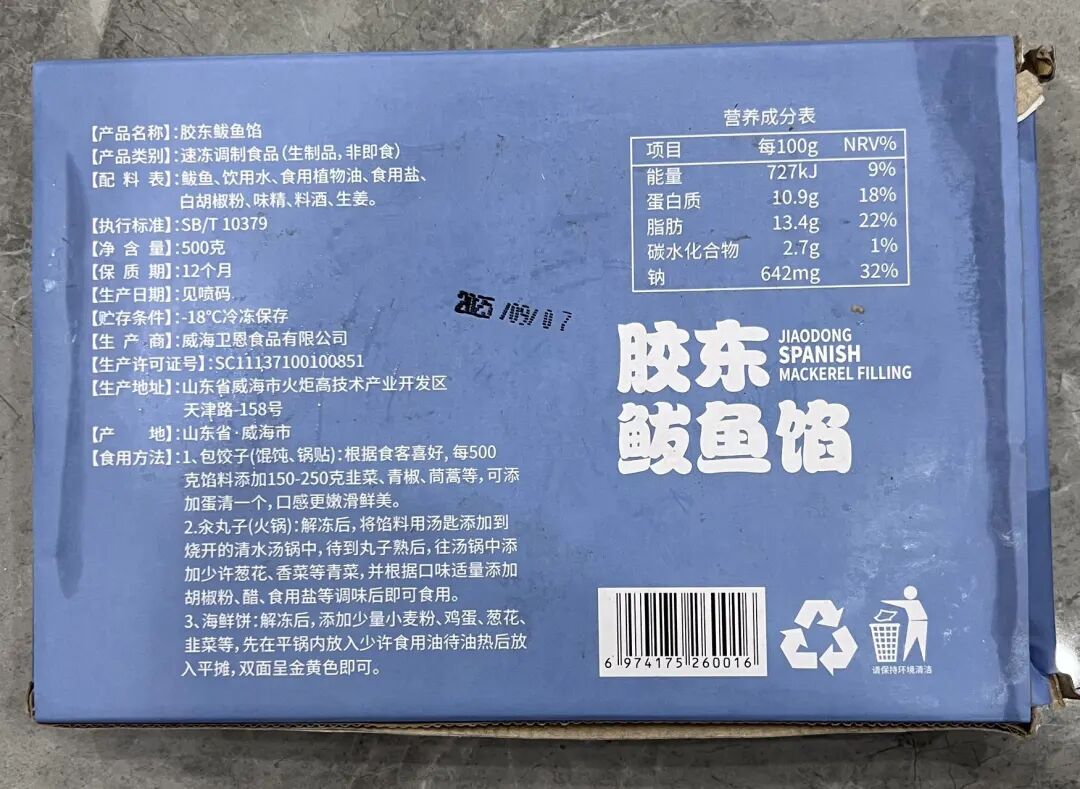 【产品名称】:胶东鲅鱼馅
【产品类别】:速冻调制食品(生制品,非即食)
【配 料 表】:鲅鱼、饮用水、食用植物油、食用盐、
白胡椒粉、味精、料酒、生姜。
【执行标准】:SB/T 10379
【净 含 量】:500克
【保 质 期】:12个月
【生产日期】:见喷码
【贮存条件】:-18℃冷冻保存
【生 产 商】:威海卫恩食品有限公司
【生产许可证号】:SC11137100100851
【生产地址】:山东省威海市火炬高技术产业开发区
天津路-158号
【产 地】:山东省·威海市
【食用方法】:1、包饺子(馄饨、锅贴):根据食客喜好,每500
克馅料添加150-250克韭菜、青椒、茼蒿等,可添
加蛋清一个,口感更嫩滑鲜美。
2.汆丸子(火锅):解冻后,将馅料用汤匙添加到
烧开的清水汤锅中,待到丸子熟后,往汤锅中添
加少许葱花、香菜等青菜,并根据口味适量添加
胡椒粉、醋、食用盐等调味后即可食用。
3、海鲜饼:解冻后,添加少量小麦粉、鸡蛋、葱花、
韭菜等,先在平锅内放入少许食用油待油热后放
入平摊,双面呈金黄色即可。
2025/09/07
营养成分表
项目 每100g NRV%
能量 727kJ 9%
蛋白质 10.9g 18%
脂肪 13.4g 22%
碳水化合物 2.7g 1%
钠 642mg 32%
胶东
JIAODONG
SPANISH
MACKEREL FILLING
鲅鱼馅
6 974175 260016
请保持环境清洁